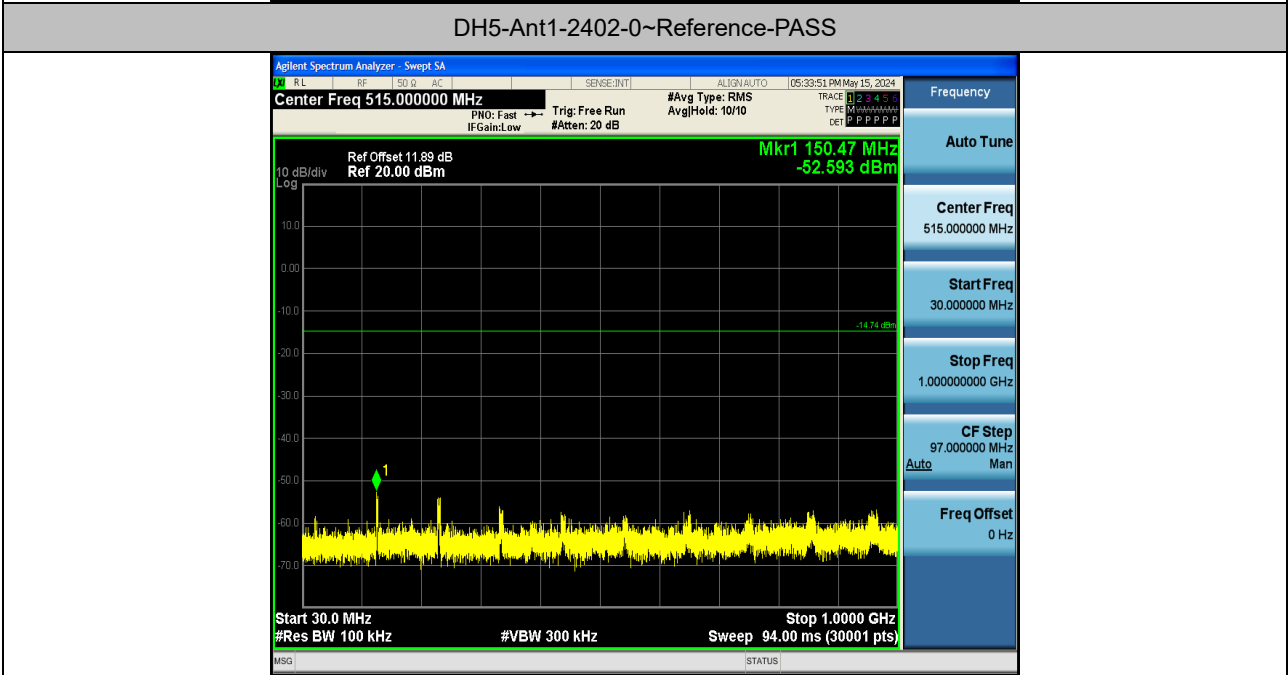 DH5-Ant1-2402-0~Reference-PASS
Agilent Spectrum Analyzer - Swept SA
RL RF 50 Ω AC SENSE:INT ALIGN AUTO 05:33:51 PM May 15, 2024
Center Freq 515.000000 MHz
PNO: Fast
IFGain:Low
Trig: Free Run
#Atten: 20 dB
#Avg Type: RMS
Avg|Hold: 10/10
TRACE 1 2 3 4 5 6
TYPE M
DET P P P P P P
Frequency
Mkr1 150.47 MHz
-52.593 dBm
Ref Offset 11.89 dB
10 dB/div Ref 20.00 dBm
Log
10.0
0.00
-10.0
-14.74 dBm
-20.0
-30.0
-40.0
1
-50.0
-60.0
-70.0
Start 30.0 MHz Stop 1.0000 GHz
#Res BW 100 kHz #VBW 300 kHz Sweep 94.00 ms (30001 pts)
Auto Tune
Center Freq
515.000000 MHz
Start Freq
30.000000 MHz
Stop Freq
1.000000000 GHz
CF Step
97.000000 MHz
Auto Man
Freq Offset
0 Hz
MSG STATUS